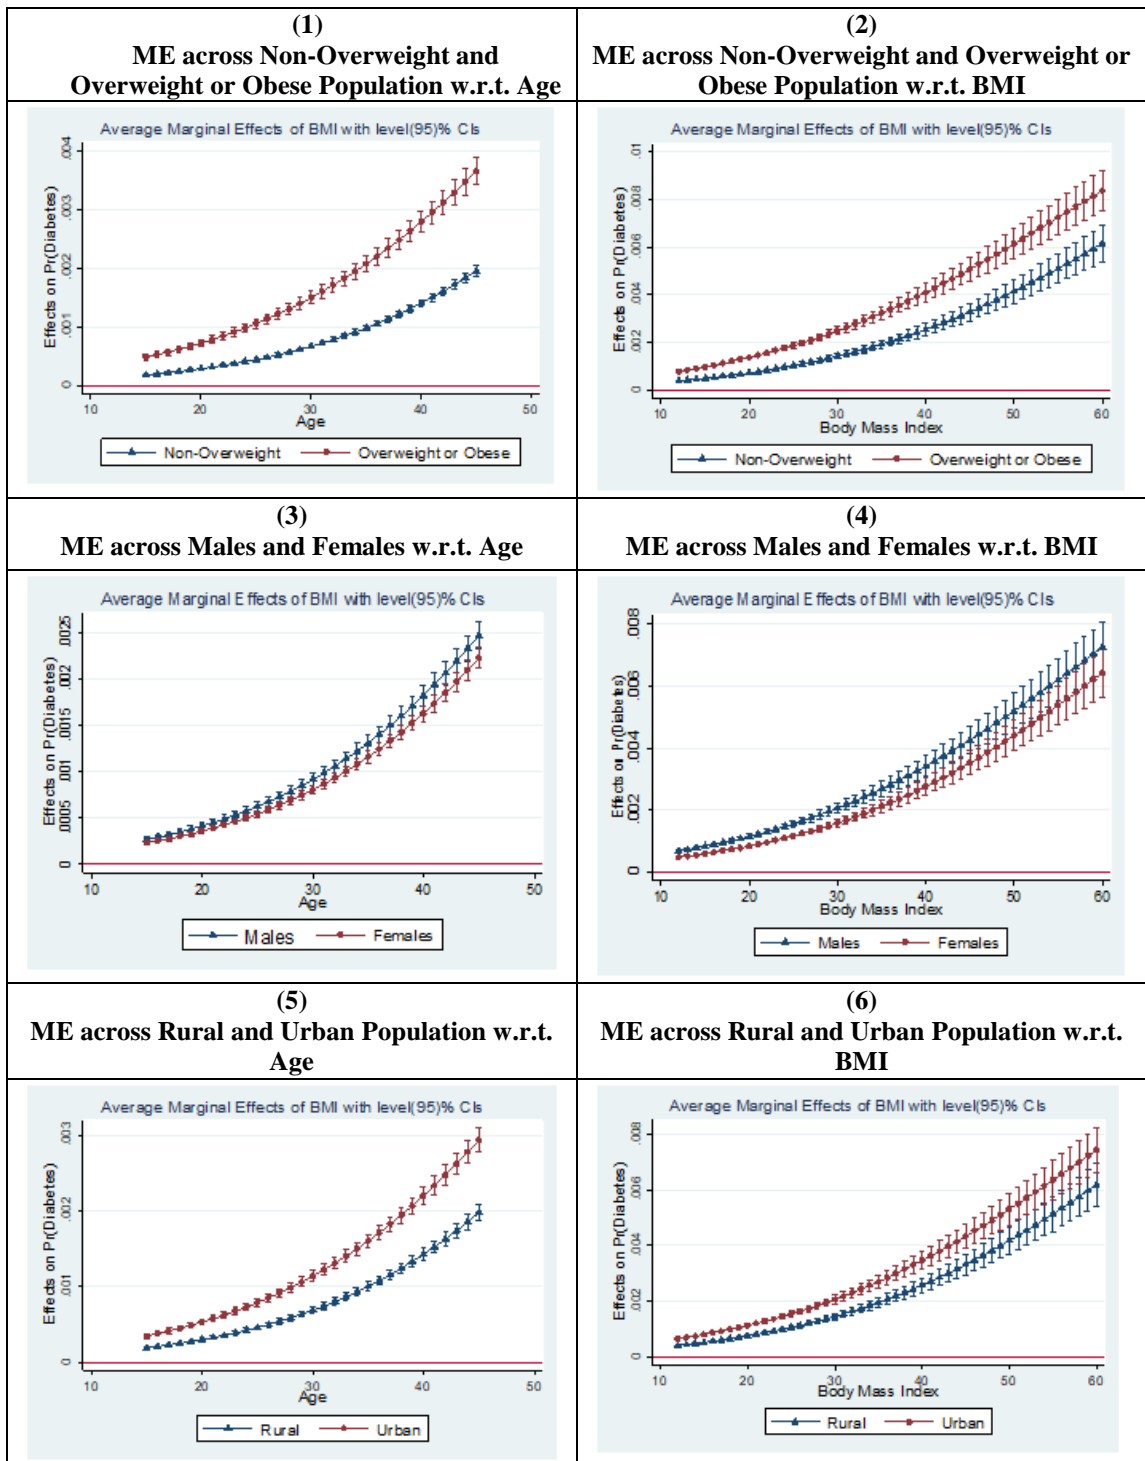 (1)
ME across Non-Overweight and
Overweight or Obese Population w.r.t. Age
(2)
ME across Non-Overweight and Overweight or
Obese Population w.r.t. BMI
Average Marginal Effects of BMI with level(95)% CIs
Effects on Pr(Diabetes)
.004
.003
.002
.001
0
10 20 30 40 50
Age
Non-Overweight Overweight or Obese
Average Marginal Effects of BMI with level(95)% CIs
Effects on Pr(Diabetes)
.01
.008
.006
.004
.002
0
10 20 30 40 50 60
Body Mass Index
Non-Overweight Overweight or Obese
(3)
ME across Males and Females w.r.t. Age
(4)
ME across Males and Females w.r.t. BMI
Average Marginal Effects of BMI with level(95)% CIs
Effects on Pr(Diabetes)
.0025
.002
.0015
.001
.0005
0
10 20 30 40 50
Age
Males Females
Average Marginal Effects of BMI with level(95)% CIs
Effects on Pr(Diabetes)
.008
.006
.004
.002
0
10 20 30 40 50 60
Body Mass Index
Males Females
(5)
ME across Rural and Urban Population w.r.t.
Age
(6)
ME across Rural and Urban Population w.r.t.
BMI
Average Marginal Effects of BMI with level(95)% CIs
Effects on Pr(Diabetes)
.003
.002
.001
0
10 20 30 40 50
Age
Rural Urban
Average Marginal Effects of BMI with level(95)% CIs
Effects on Pr(Diabetes)
.008
.006
.004
.002
0
10 20 30 40 50 60
Body Mass Index
Rural Urban